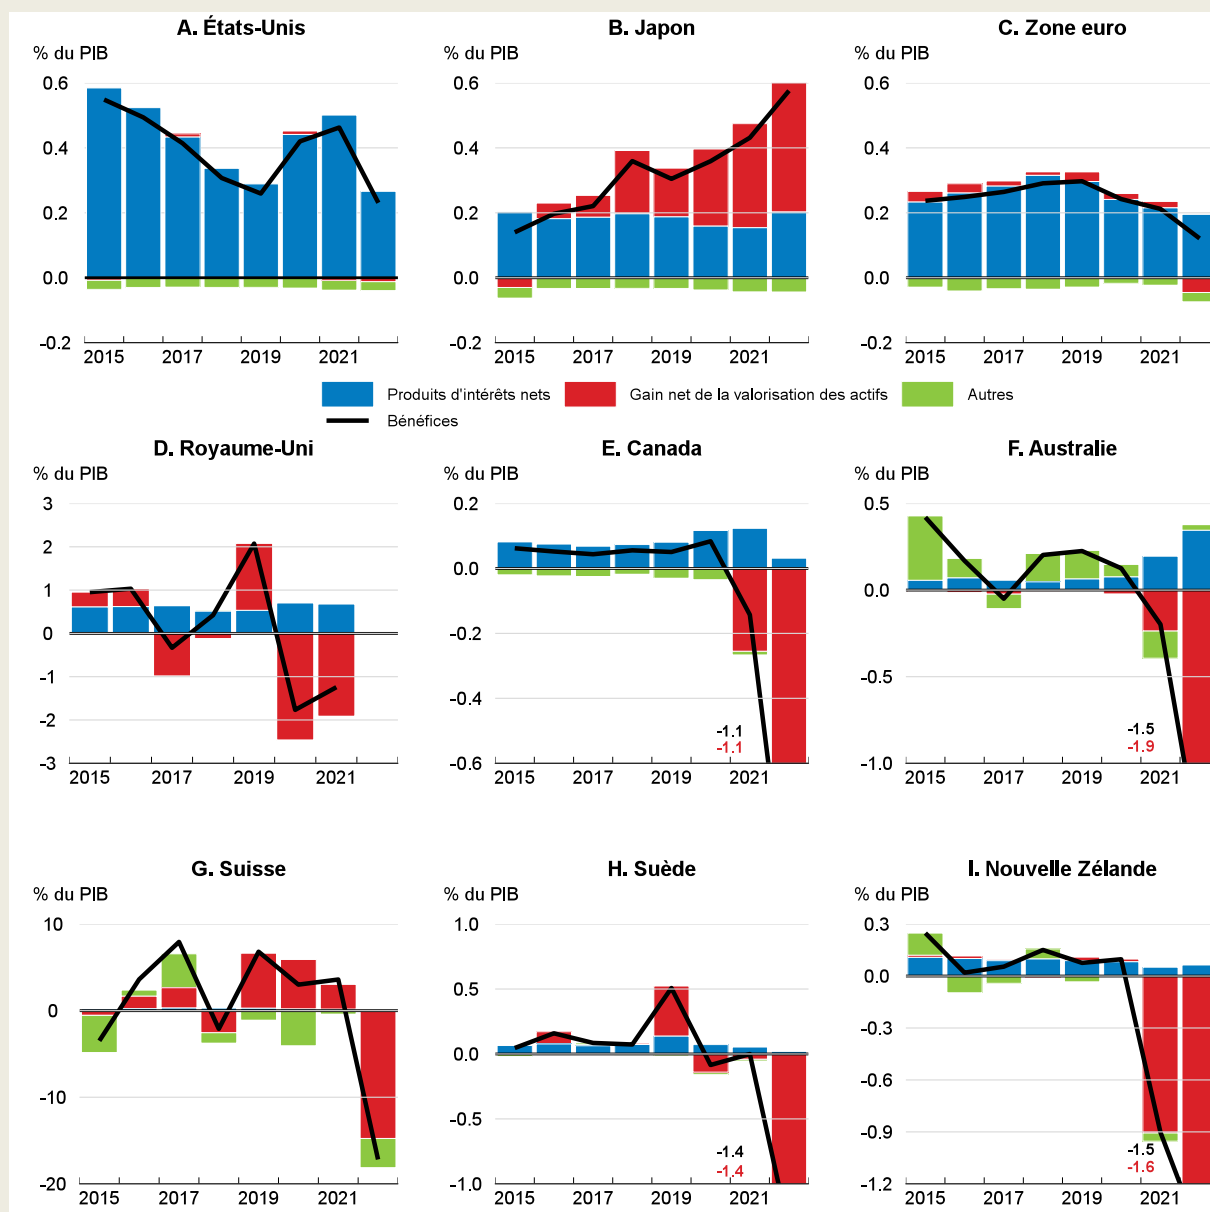 A. États-Unis
B. Japon
C. Zone euro
% du PIB
% du PIB
% du PIB
0.6
0.4
0.2
0.0
-0.2
2015 2017 2019 2021
0.6
0.4
0.2
0.0
-0.2
2015 2017 2019 2021
0.6
0.4
0.2
0.0
-0.2
2015 2017 2019 2021
Produits d'intérêts nets
Gain net de la valorisation des actifs
Autres
Bénéfices
D. Royaume-Uni
E. Canada
F. Australie
% du PIB
% du PIB
% du PIB
3
2
1
0
-1
-2
-3
2015 2017 2019 2021
0.2
0.0
-0.2
-0.4
-0.6
-1.1
-1.1
2015 2017 2019 2021
0.5
0.0
-0.5
-1.0
-1.5
-1.9
2015 2017 2019 2021
G. Suisse
H. Suède
I. Nouvelle Zélande
% du PIB
% du PIB
% du PIB
10
0
-10
-20
2015 2017 2019 2021
1.0
0.5
0.0
-0.5
-1.0
-1.4
-1.4
2015 2017 2019 2021
0.3
0.0
-0.3
-0.6
-0.9
-1.2
-1.5
-1.6
2015 2017 2019 2021